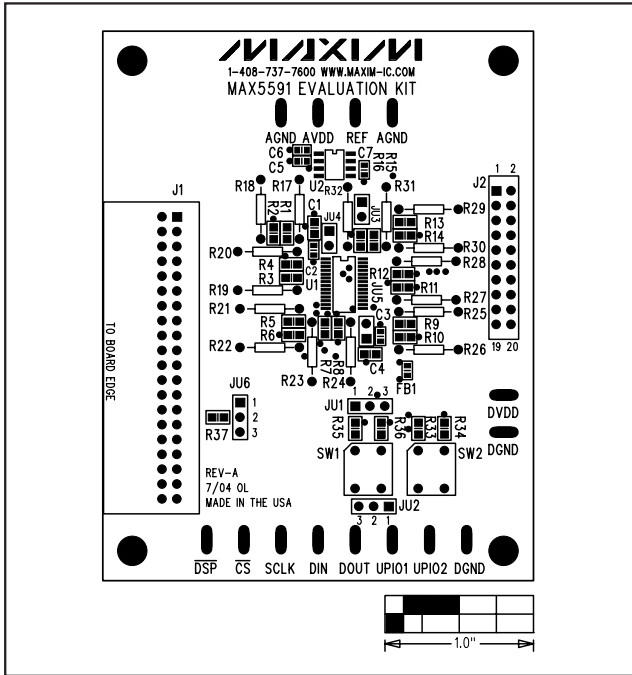 MAXIM
1-408-737-7600 WWW.MAXIM-IC.COM
MAX5591 EVALUATION KIT
AGND AVDD REF AGND
C6
C5
U2
C7
R16
R15
J1
J2
1 2
R18
R17
R32
R31
R29
R2
R1
C1
JU4
JU3
R13
R14
R20
R30
R4
R3
C2
U1
R28
R12
R11
R19
JU5
R27
R21
R25
C3
R5
R6
R9
R10
R22
R7
R8
C4
R26
19 20
R23
R24
FB1
TO BOARD EDGE
JU6
1
2
3
R37
JU1
1 2 3
DVDD
R35
R36
R33
R34
DGND
SW1
SW2
REV-A
7/04 OL
MADE IN THE USA
JU2
3 2 1
DSP CS SCLK DIN DOUT UPIO1 UPIO2 DGND
1.0"